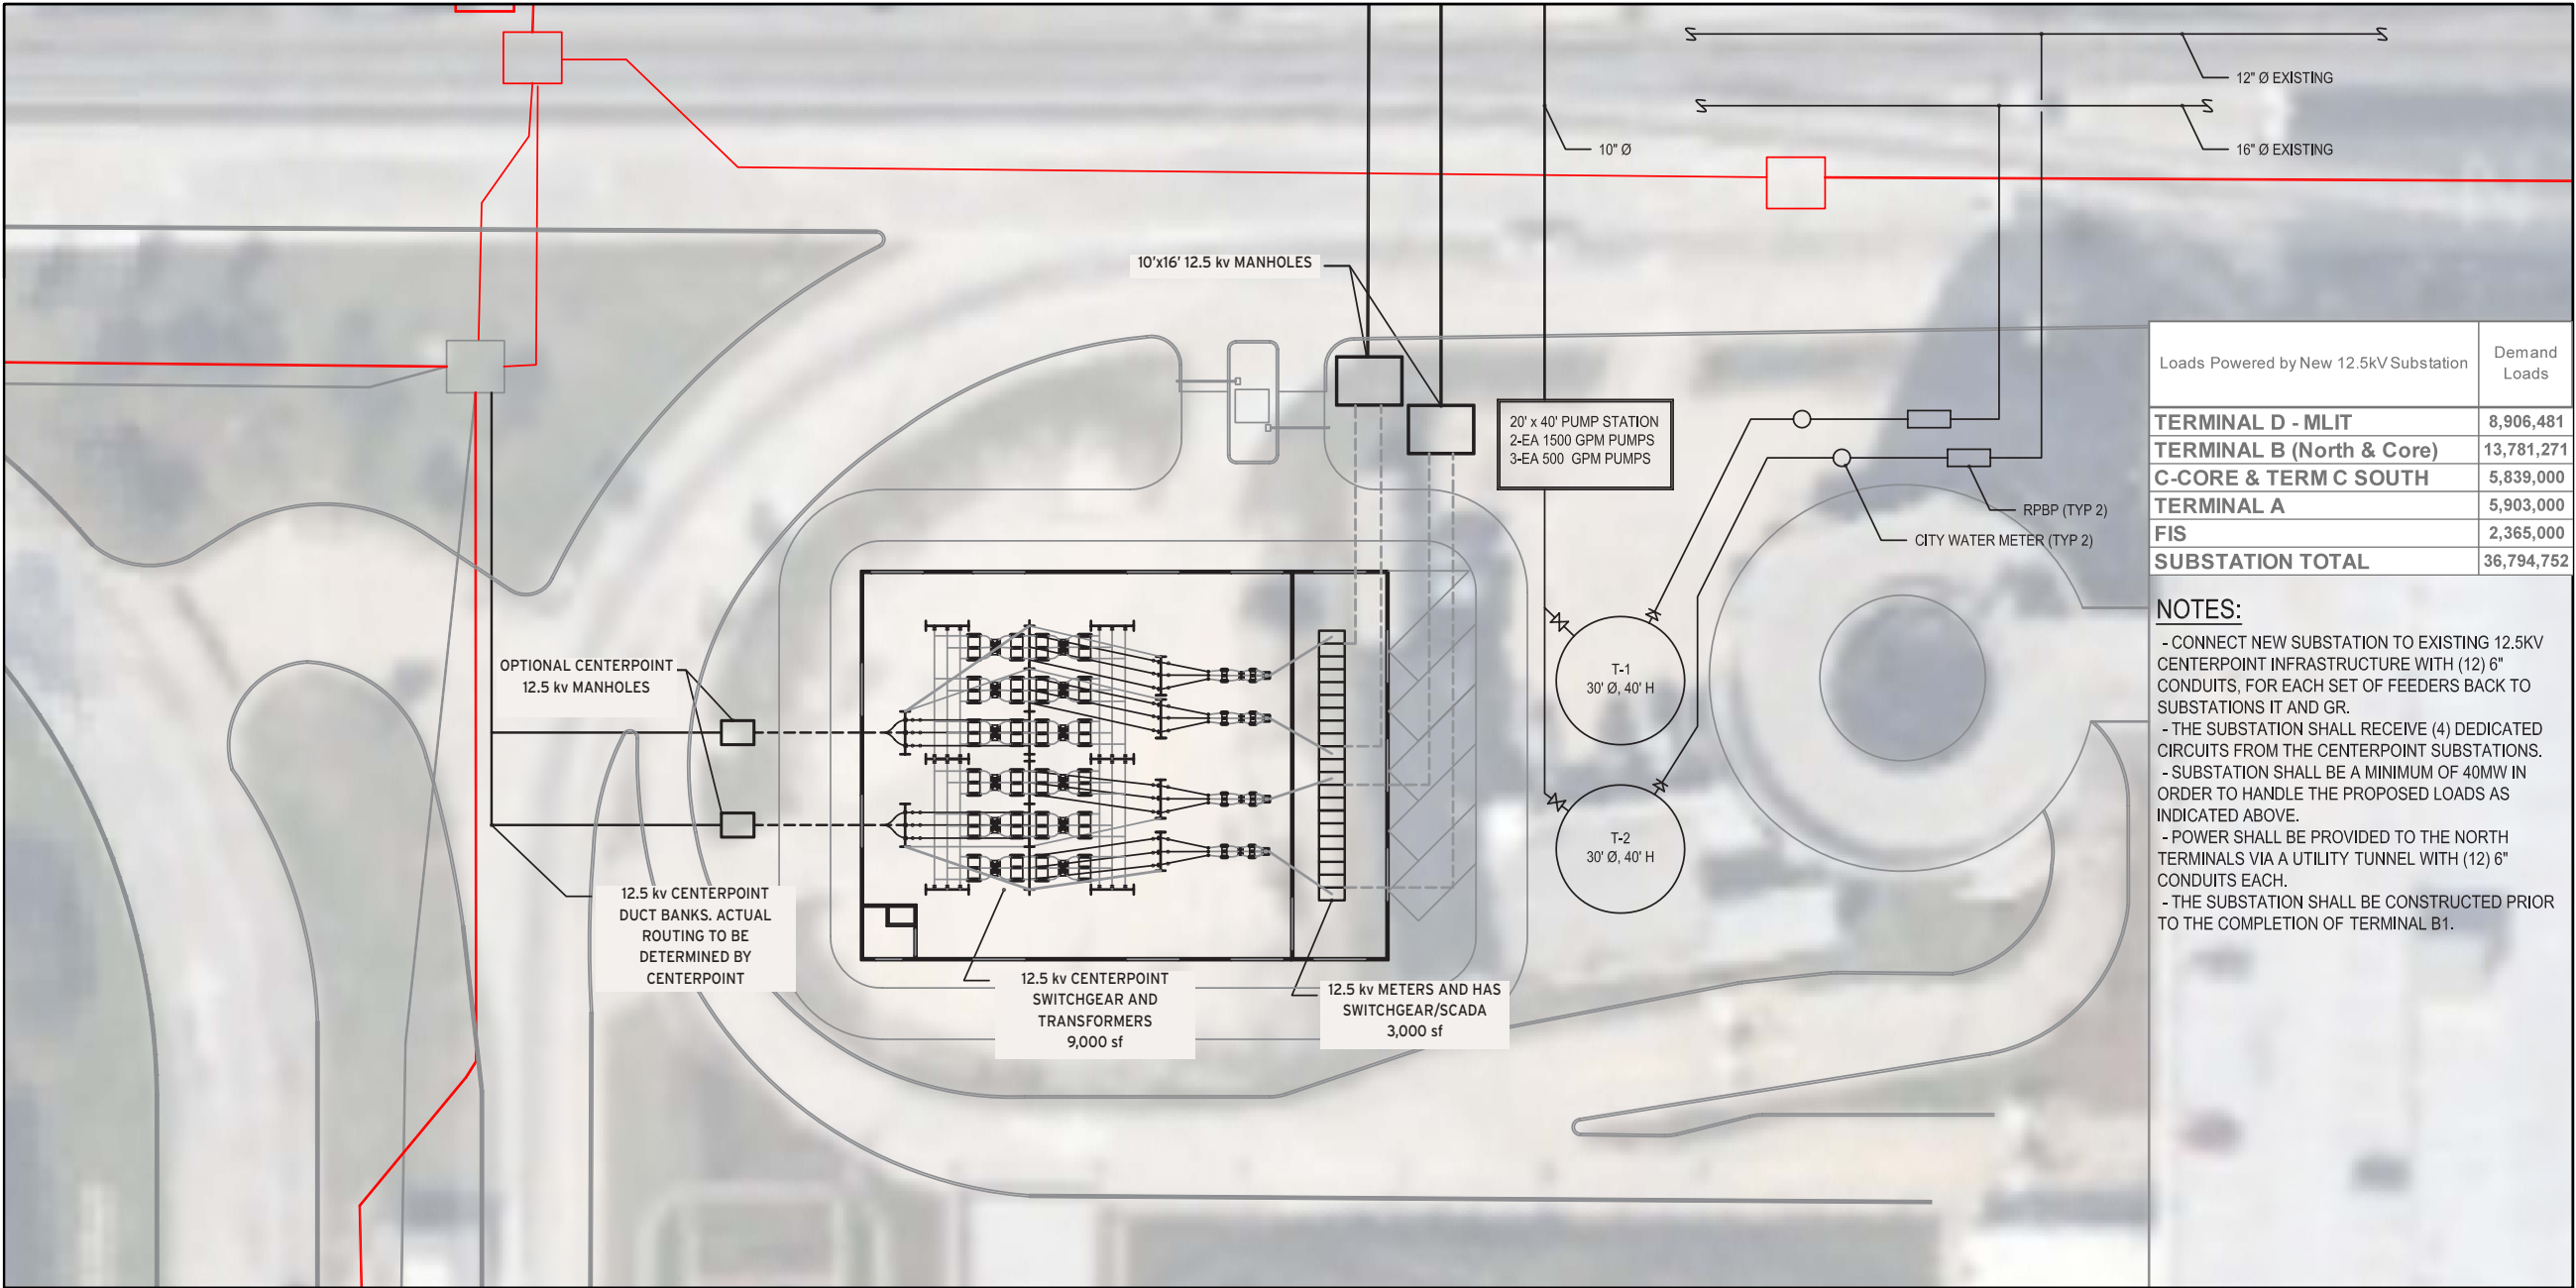 12" Ø EXISTING
16" Ø EXISTING
10" Ø
10'x16' 12.5 kv MANHOLES
20' x 40' PUMP STATION
2-EA 1500 GPM PUMPS
3-EA 500 GPM PUMPS
RPBP (TYP 2)
CITY WATER METER (TYP 2)
T-1
30' Ø, 40' H
T-2
30' Ø, 40' H
OPTIONAL CENTERPOINT
12.5 kv MANHOLES
12.5 kv CENTERPOINT
DUCT BANKS. ACTUAL
ROUTING TO BE
DETERMINED BY
CENTERPOINT
12.5 kv CENTERPOINT
SWITCHGEAR AND
TRANSFORMERS
9,000 sf
12.5 kv METERS AND HAS
SWITCHGEAR/SCADA
3,000 sf
Loads Powered by New 12.5kV Substation Demand
Loads
TERMINAL D - MLIT 8,906,481
TERMINAL B (North & Core) 13,781,271
C-CORE & TERM C SOUTH 5,839,000
TERMINAL A 5,903,000
FIS 2,365,000
SUBSTATION TOTAL 36,794,752
NOTES:
- CONNECT NEW SUBSTATION TO EXISTING 12.5KV
CENTERPOINT INFRASTRUCTURE WITH (12) 6"
CONDUITS, FOR EACH SET OF FEEDERS BACK TO
SUBSTATIONS IT AND GR.
- THE SUBSTATION SHALL RECEIVE (4) DEDICATED
CIRCUITS FROM THE CENTERPOINT SUBSTATIONS.
- SUBSTATION SHALL BE A MINIMUM OF 40MW IN
ORDER TO HANDLE THE PROPOSED LOADS AS
INDICATED ABOVE.
- POWER SHALL BE PROVIDED TO THE NORTH
TERMINALS VIA A UTILITY TUNNEL WITH (12) 6"
CONDUITS EACH.
- THE SUBSTATION SHALL BE CONSTRUCTED PRIOR
TO THE COMPLETION OF TERMINAL B1.